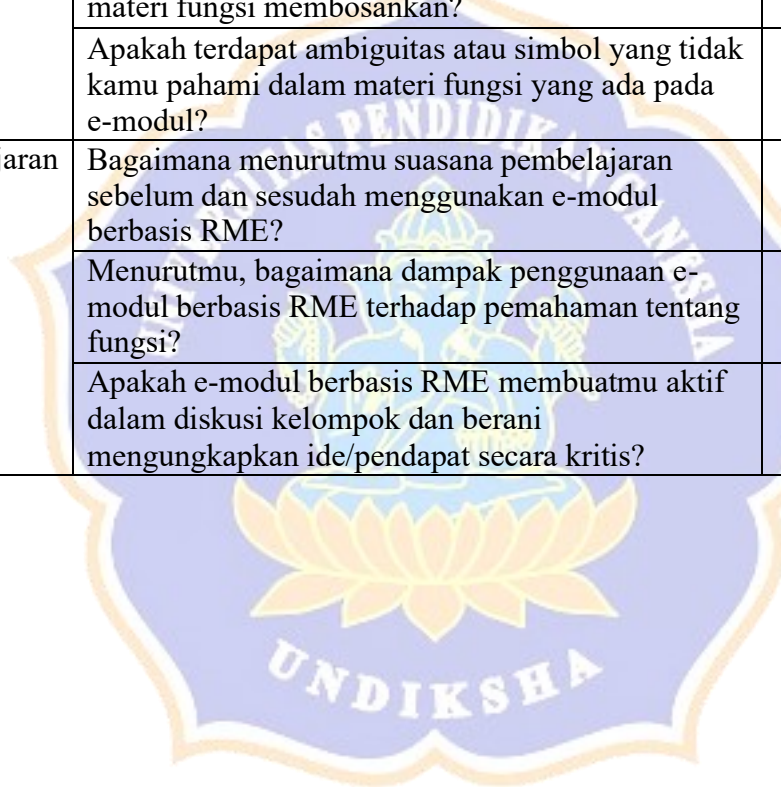 materi fungsi membosankan?
Apakah terdapat ambiguitas atau simbol yang tidak
kamu pahami dalam materi fungsi yang ada pada
e-modul?
jaran
Bagaimana menurutmu suasana pembelajaran
sebelum dan sesudah menggunakan e-modul
berbasis RME?
Menurutmu, bagaimana dampak penggunaan e-
modul berbasis RME terhadap pemahaman tentang
fungsi?
Apakah e-modul berbasis RME membuatmu aktif
dalam diskusi kelompok dan berani
mengungkapkan ide/pendapat secara kritis?
UNIVERSITAS PENDIDIKAN GANESHA
UNDIKSHA